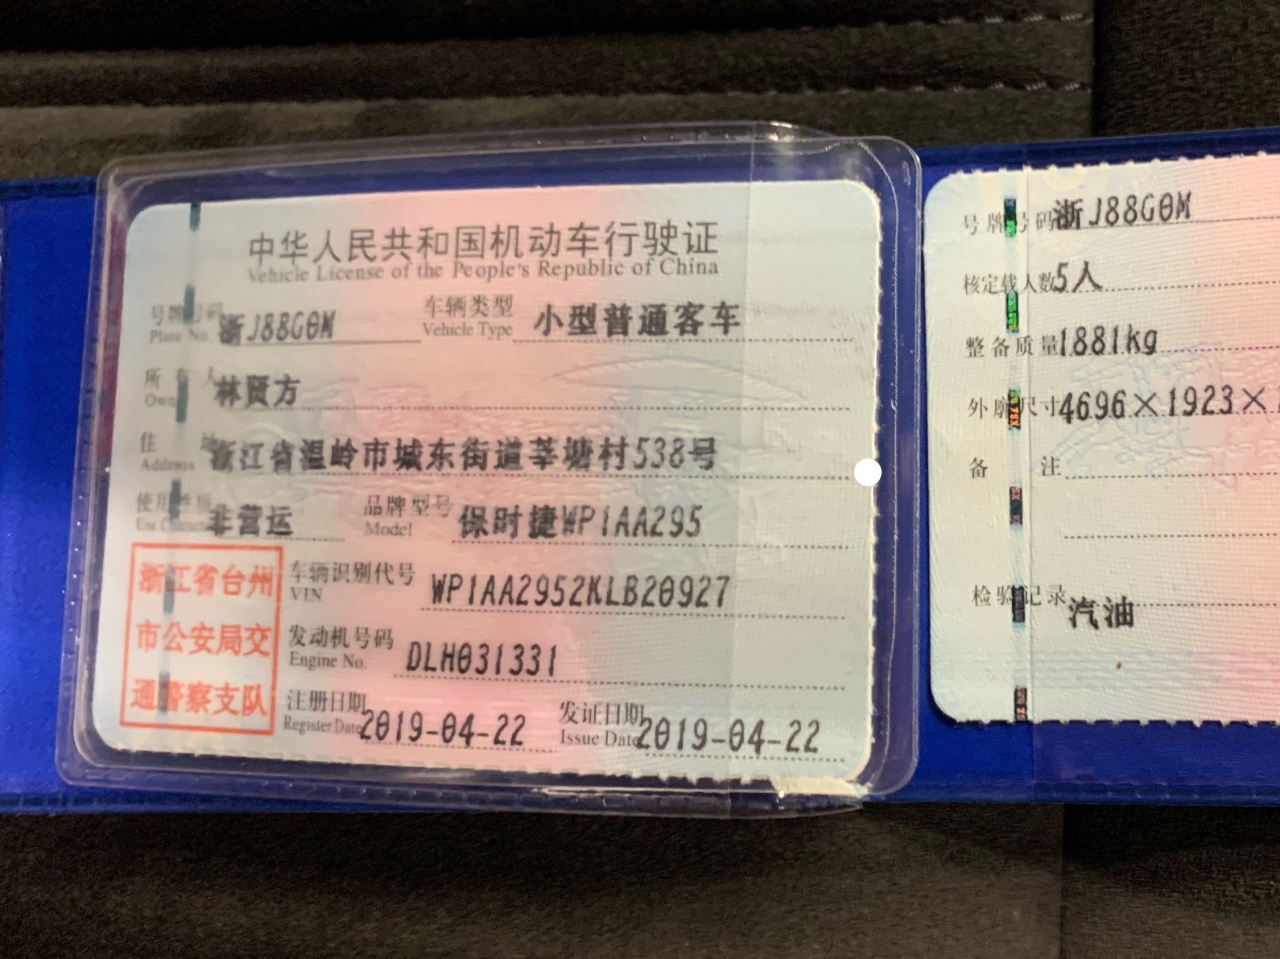 中华人民共和国机动车行驶证
Vehicle License of the People's Republic of China
号牌号码 浙J88G0M 车辆类型 小型普通客车
Plate No. Vehicle Type
所有人 林贤方
Owner
住址 浙江省温岭市城东街道莘塘村538号
Address
使用性质 非营运 品牌型号 保时捷WP1AA295
Use Character Model
浙江省台州
市公安局交
通警察支队
车辆识别代号 WP1AA2952KLB20927
VIN
发动机号码 DLH031331
Engine No.
注册日期 2019-04-22 发证日期 2019-04-22
Register Date Issue Date
号牌号码 浙J88G0M
核定载人数 5人
整备质量 1881kg
外廓尺寸 4696×1923×
备注
检验记录 汽油